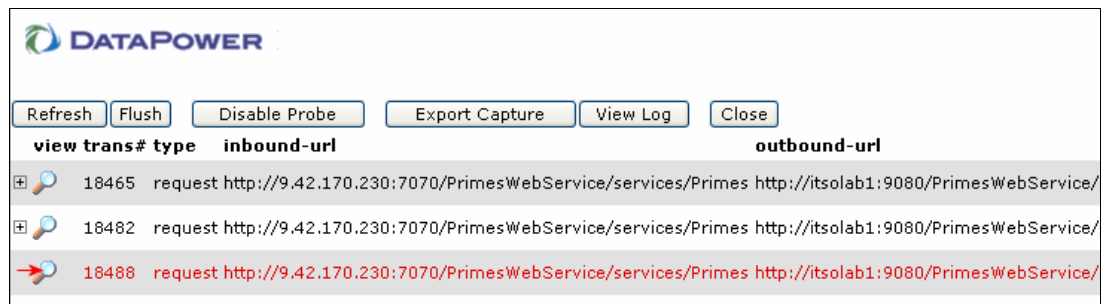 DATAPOWER
Refresh Flush Disable Probe Export Capture View Log Close
view trans# type inbound-url outbound-url
18465 request http://9.42.170.230:7070/PrimesWebService/services/Primes http://itsolab1:9080/PrimesWebService/
18482 request http://9.42.170.230:7070/PrimesWebService/services/Primes http://itsolab1:9080/PrimesWebService/
18488 request http://9.42.170.230:7070/PrimesWebService/services/Primes http://itsolab1:9080/PrimesWebService/